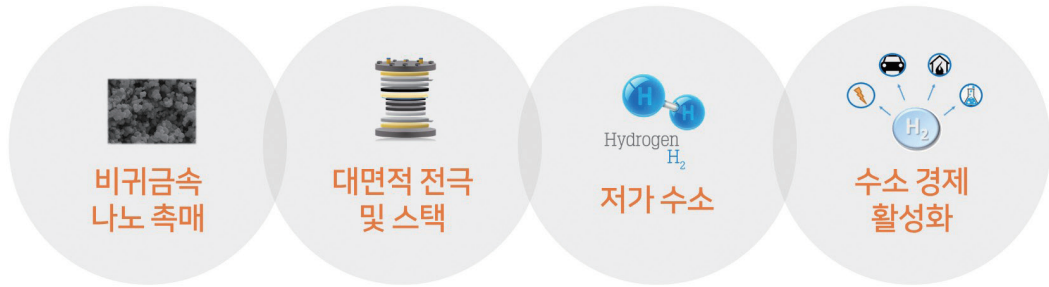 비귀금속
나노 촉매
대면적 전극
및 스택
H
H
Hydrogen
H₂
저가 수소
H₂
수소 경제
활성화